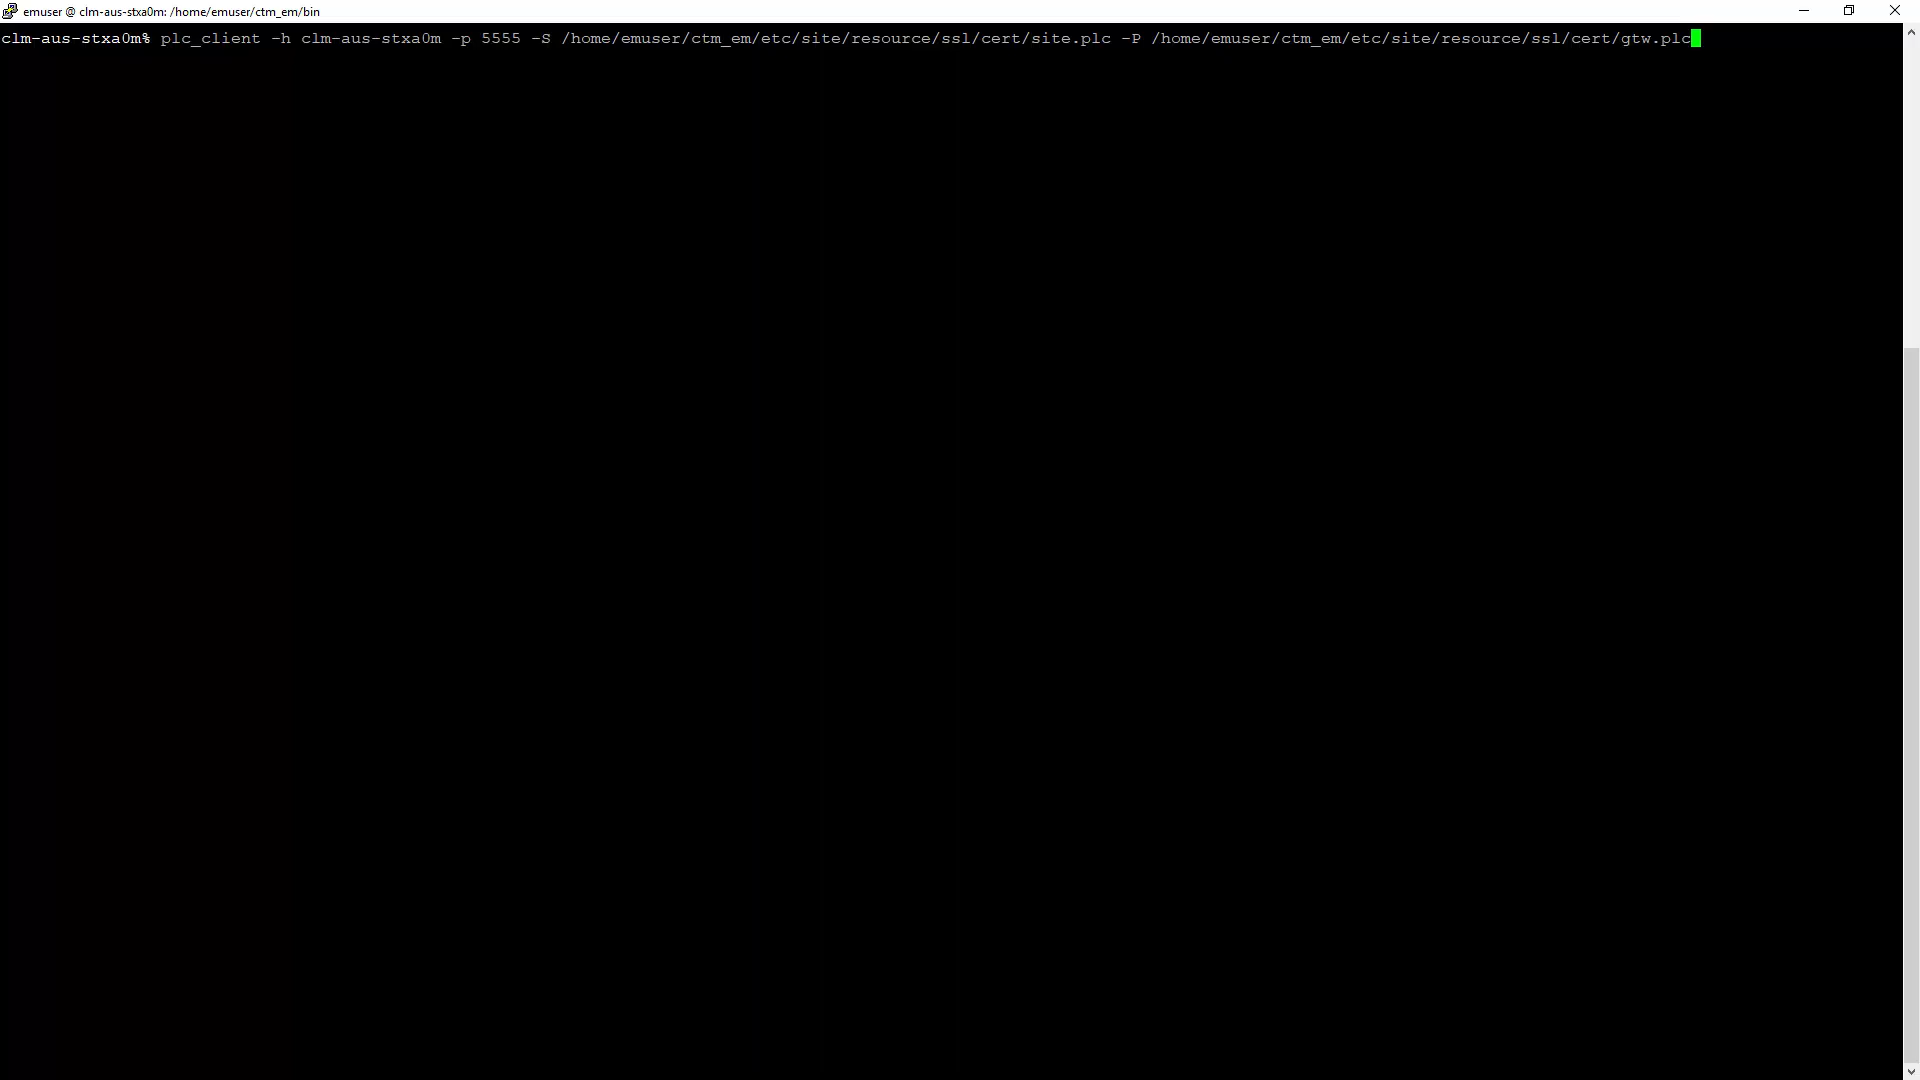 emuser @ clm-aus-stxa0m: /home/emuser/ctm_em/bin
clm-aus-stxa0m% plc_client -h clm-aus-stxa0m -p 5555 -S /home/emuser/ctm_em/etc/site/resource/ssl/cert/site.plc -P /home/emuser/ctm_em/etc/site/resource/ssl/cert/gtw.plc